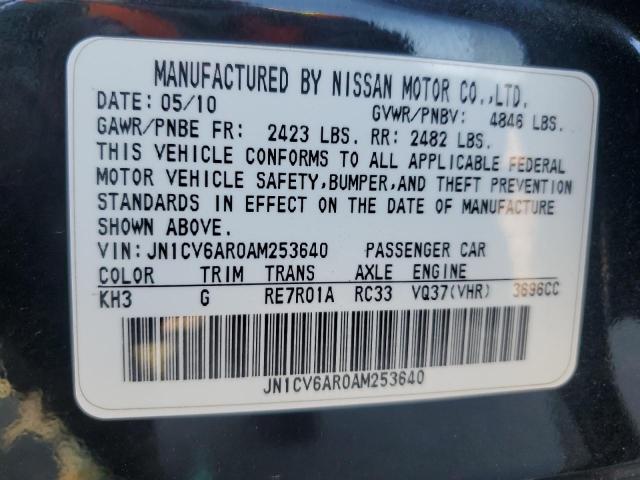 MANUFACTURED BY NISSAN MOTOR CO.,LTD.
DATE: 05/10 GVWR/PNBV: 4846 LBS.
GAWR/PNBE FR: 2423 LBS. RR: 2482 LBS.
THIS VEHICLE CONFORMS TO ALL APPLICABLE FEDERAL
MOTOR VEHICLE SAFETY,BUMPER,AND THEFT PREVENTION
STANDARDS IN EFFECT ON THE DATE OF MANUFACTURE
SHOWN ABOVE.
VIN:JN1CV6AR0AM253640 PASSENGER CAR
COLOR TRIM TRANS AXLE ENGINE
KH3 G RE7R01A RC33 VQ37(VHR) 3696CC
JN1CV6AR0AM253640